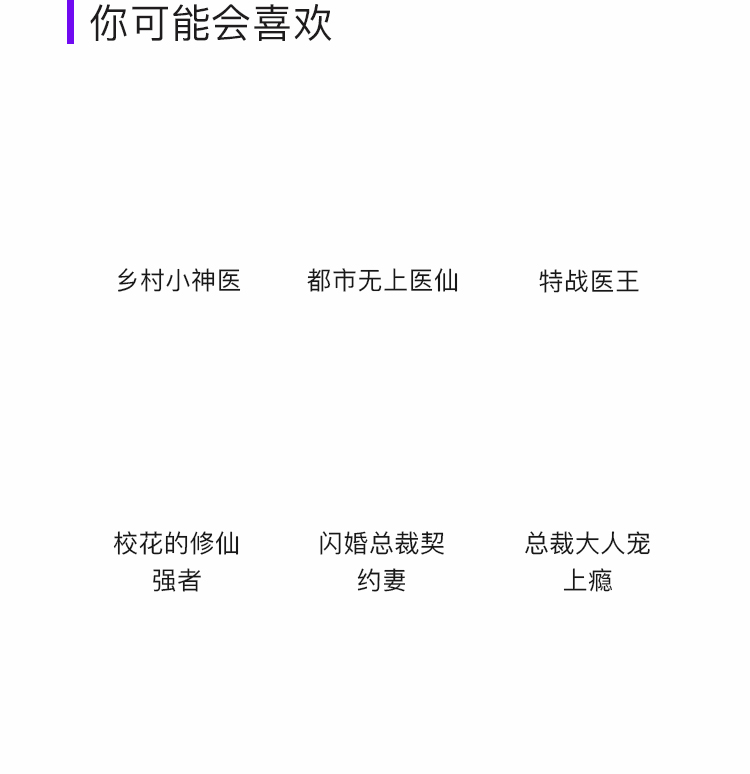 你可能会喜欢
乡村小神医
都市无上医仙
特战医王
校花的修仙
强者
闪婚总裁契
约妻
总裁大人宠
上瘾